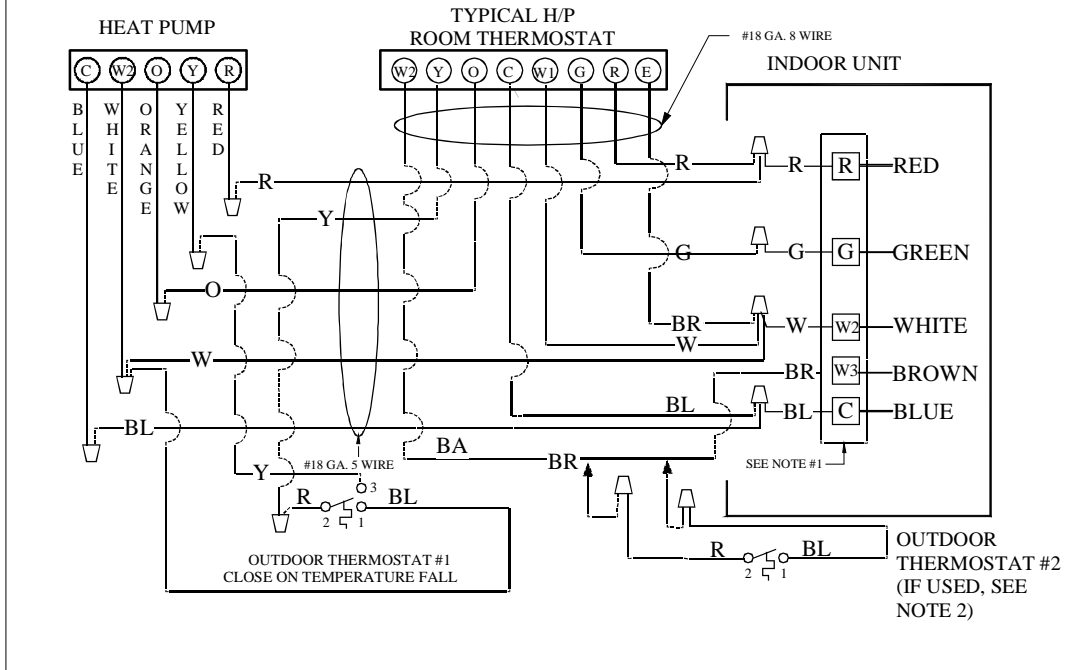 HEAT PUMP
TYPICAL H/P
ROOM THERMOSTAT
#18 GA. 8 WIRE
INDOOR UNIT
C W2 O Y R
W2 Y O C W1 G R E
BLUE
WHITE
ORANGE
YELLOW
RED
R
R R RED
R
Y
G G G GREEN
O
BR W W2 WHITE
W
W
BR W3 BROWN
BL BL C BLUE
BL
BA
BR
#18 GA. 5 WIRE
SEE NOTE #1
Y
3
R BL
2 1
OUTDOOR THERMOSTAT #1
CLOSE ON TEMPERATURE FALL
R BL
2 1
OUTDOOR
THERMOSTAT #2
(IF USED, SEE
NOTE 2)